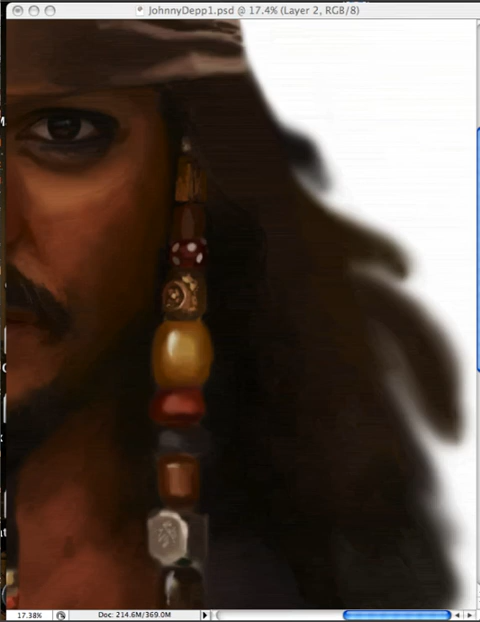 JohnnyDepp1.psd @ 17.4% (Layer 2, RGB/8)
17.38%
Doc: 214.6M/369.0M